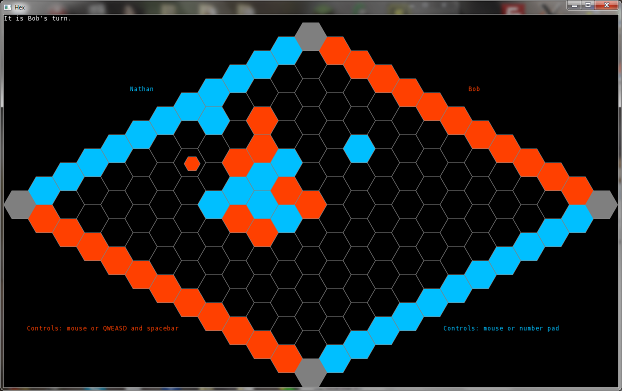 Hex
It is Bob's turn.
Nathan
Bob
Controls: mouse or QWEASD and spacebar
Controls: mouse or number pad